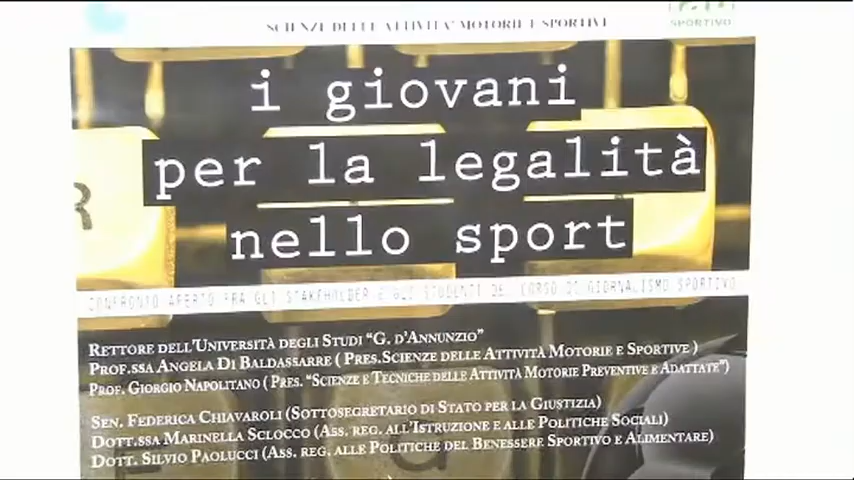 SCIENZE DELLE ATTIVITA' MOTORIE E SPORTIVE
SPORTIVO
i giovani
per la legalità
nello sport
CONFRONTO APERTO FRA GLI STAKEHOLDER E GLI STUDENTI DEL CORSO DI GIORNALISMO SPORTIVO
RETTORE DELL'UNIVERSITÀ DEGLI STUDI "G. D'ANNUNZIO"
PROF.SSA ANGELA DI BALDASSARRE ( PRES.SCIENZE DELLE ATTIVITÀ MOTORIE E SPORTIVE )
PROF. GIORGIO NAPOLITANO ( PRES. "SCIENZE E TECNICHE DELLE ATTIVITÀ MOTORIE PREVENTIVE E ADATTATE")
SEN. FEDERICA CHIAVAROLI (SOTTOSEGRETARIO DI STATO PER LA GIUSTIZIA)
DOTT.SSA MARINELLA SCLOCCO (ASS. REG. ALL'ISTRUZIONE E ALLE POLITICHE SOCIALI)
DOTT. SILVIO PAOLUCCI (ASS. REG. ALLE POLITICHE DEL BENESSERE SPORTIVO E ALIMENTARE)